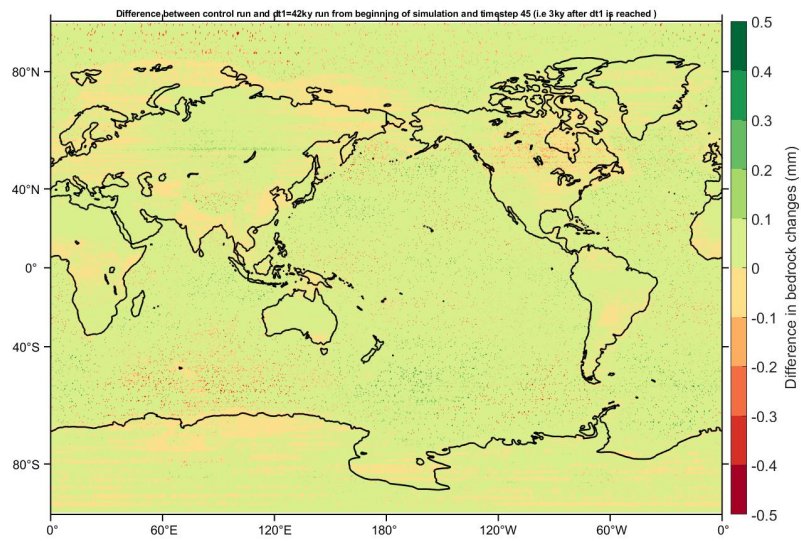 Difference between control run and dt1=42ky run from beginning of simulation and timestep 45 (i.e 3ky after dt1 is reached )
80°N
40°N
0°
40°S
80°S
0°
60°E
120°E
180°
120°W
60°W
0°
0.5
0.4
0.3
0.2
0.1
0
-0.1
-0.2
-0.3
-0.4
-0.5
Difference in bedrock changes (mm)